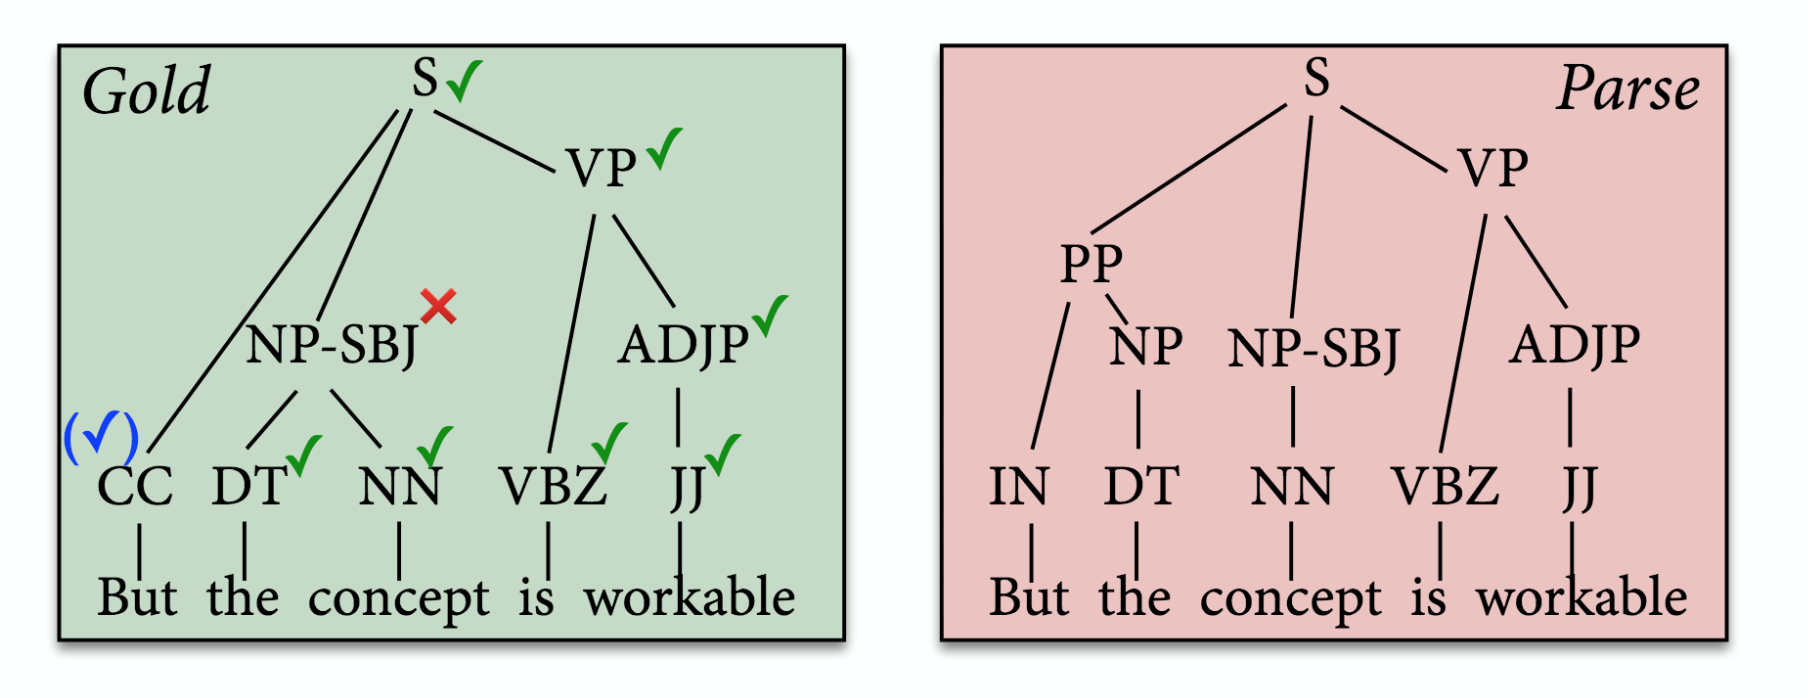 Gold
S
VP
NP-SBJ
ADJP
(✓)
CC DT NN VBZ JJ
But the concept is workable
Parse
S
VP
PP
NP NP-SBJ ADJP
IN DT NN VBZ JJ
But the concept is workable